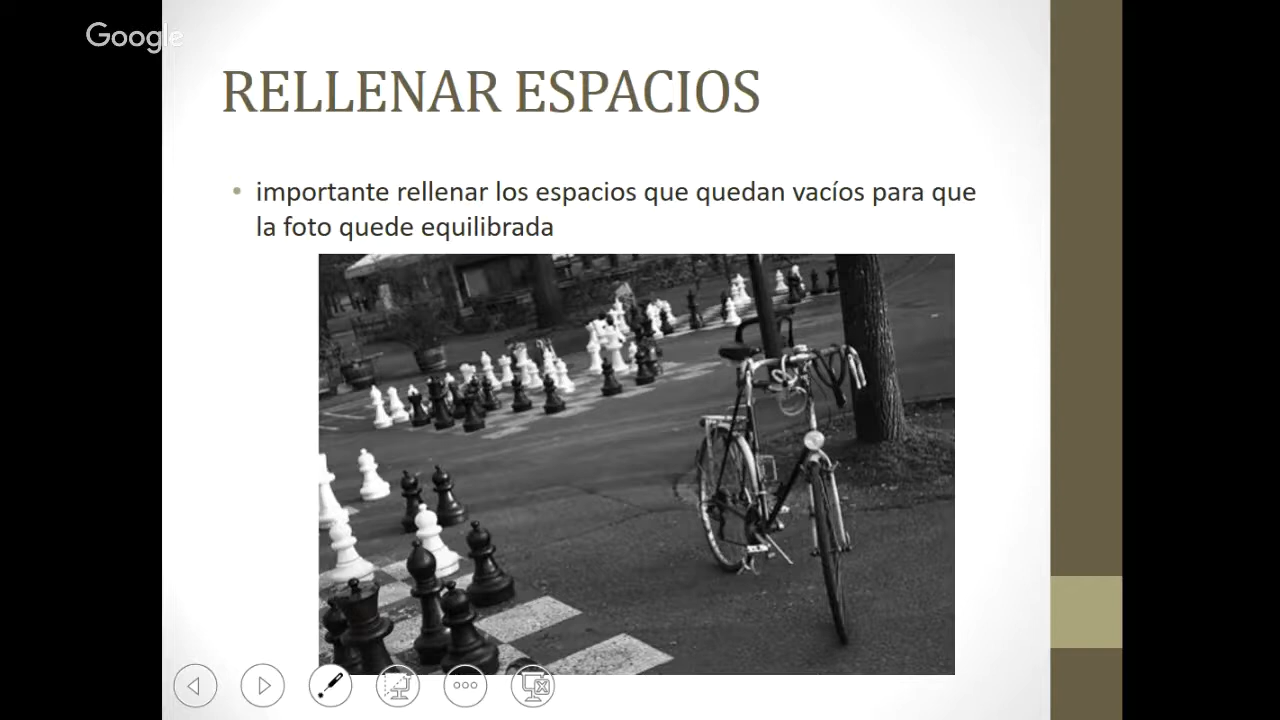 Google
RELLENAR ESPACIOS
• importante rellenar los espacios que quedan vacíos para que
la foto quede equilibrada